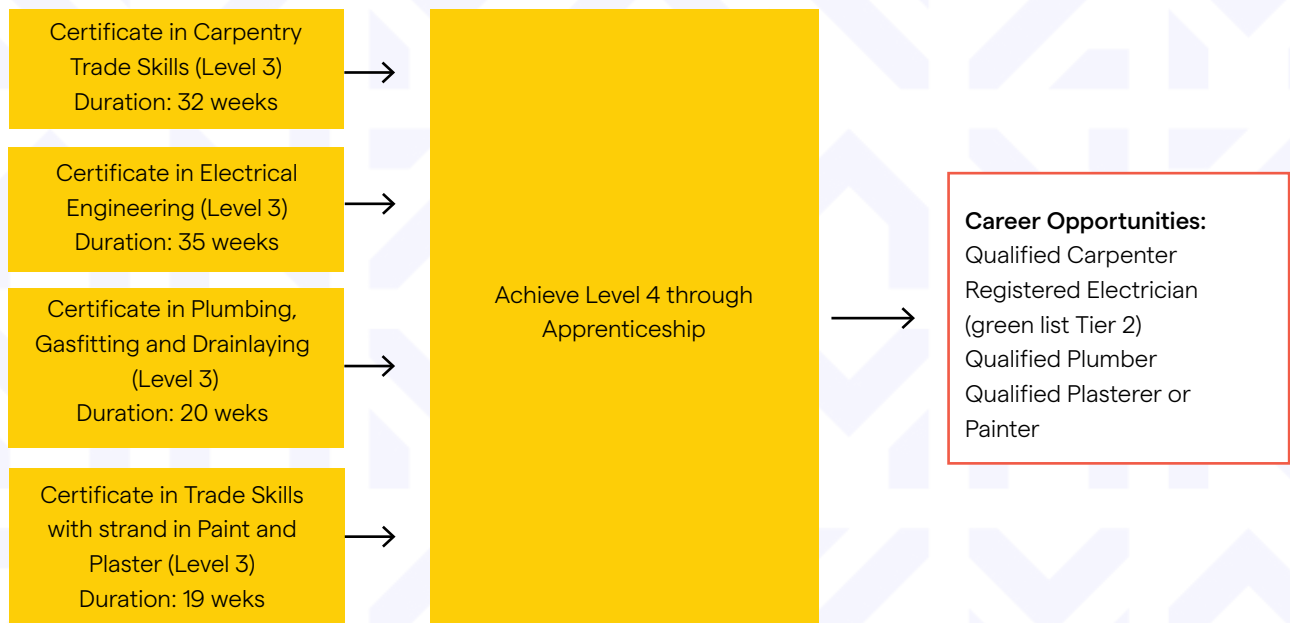 Certificate in Carpentry
Trade Skills (Level 3)
Duration: 32 weeks
Certificate in Electrical
Engineering (Level 3)
Duration: 35 weeks
Certificate in Plumbing,
Gasfitting and Drainlaying
(Level 3)
Duration: 20 weks
Certificate in Trade Skills
with strand in Paint and
Plaster (Level 3)
Duration: 19 weks
Achieve Level 4 through
Apprenticeship
Career Opportunities:
Qualified Carpenter
Registered Electrician
(green list Tier 2)
Qualified Plumber
Qualified Plasterer or
Painter